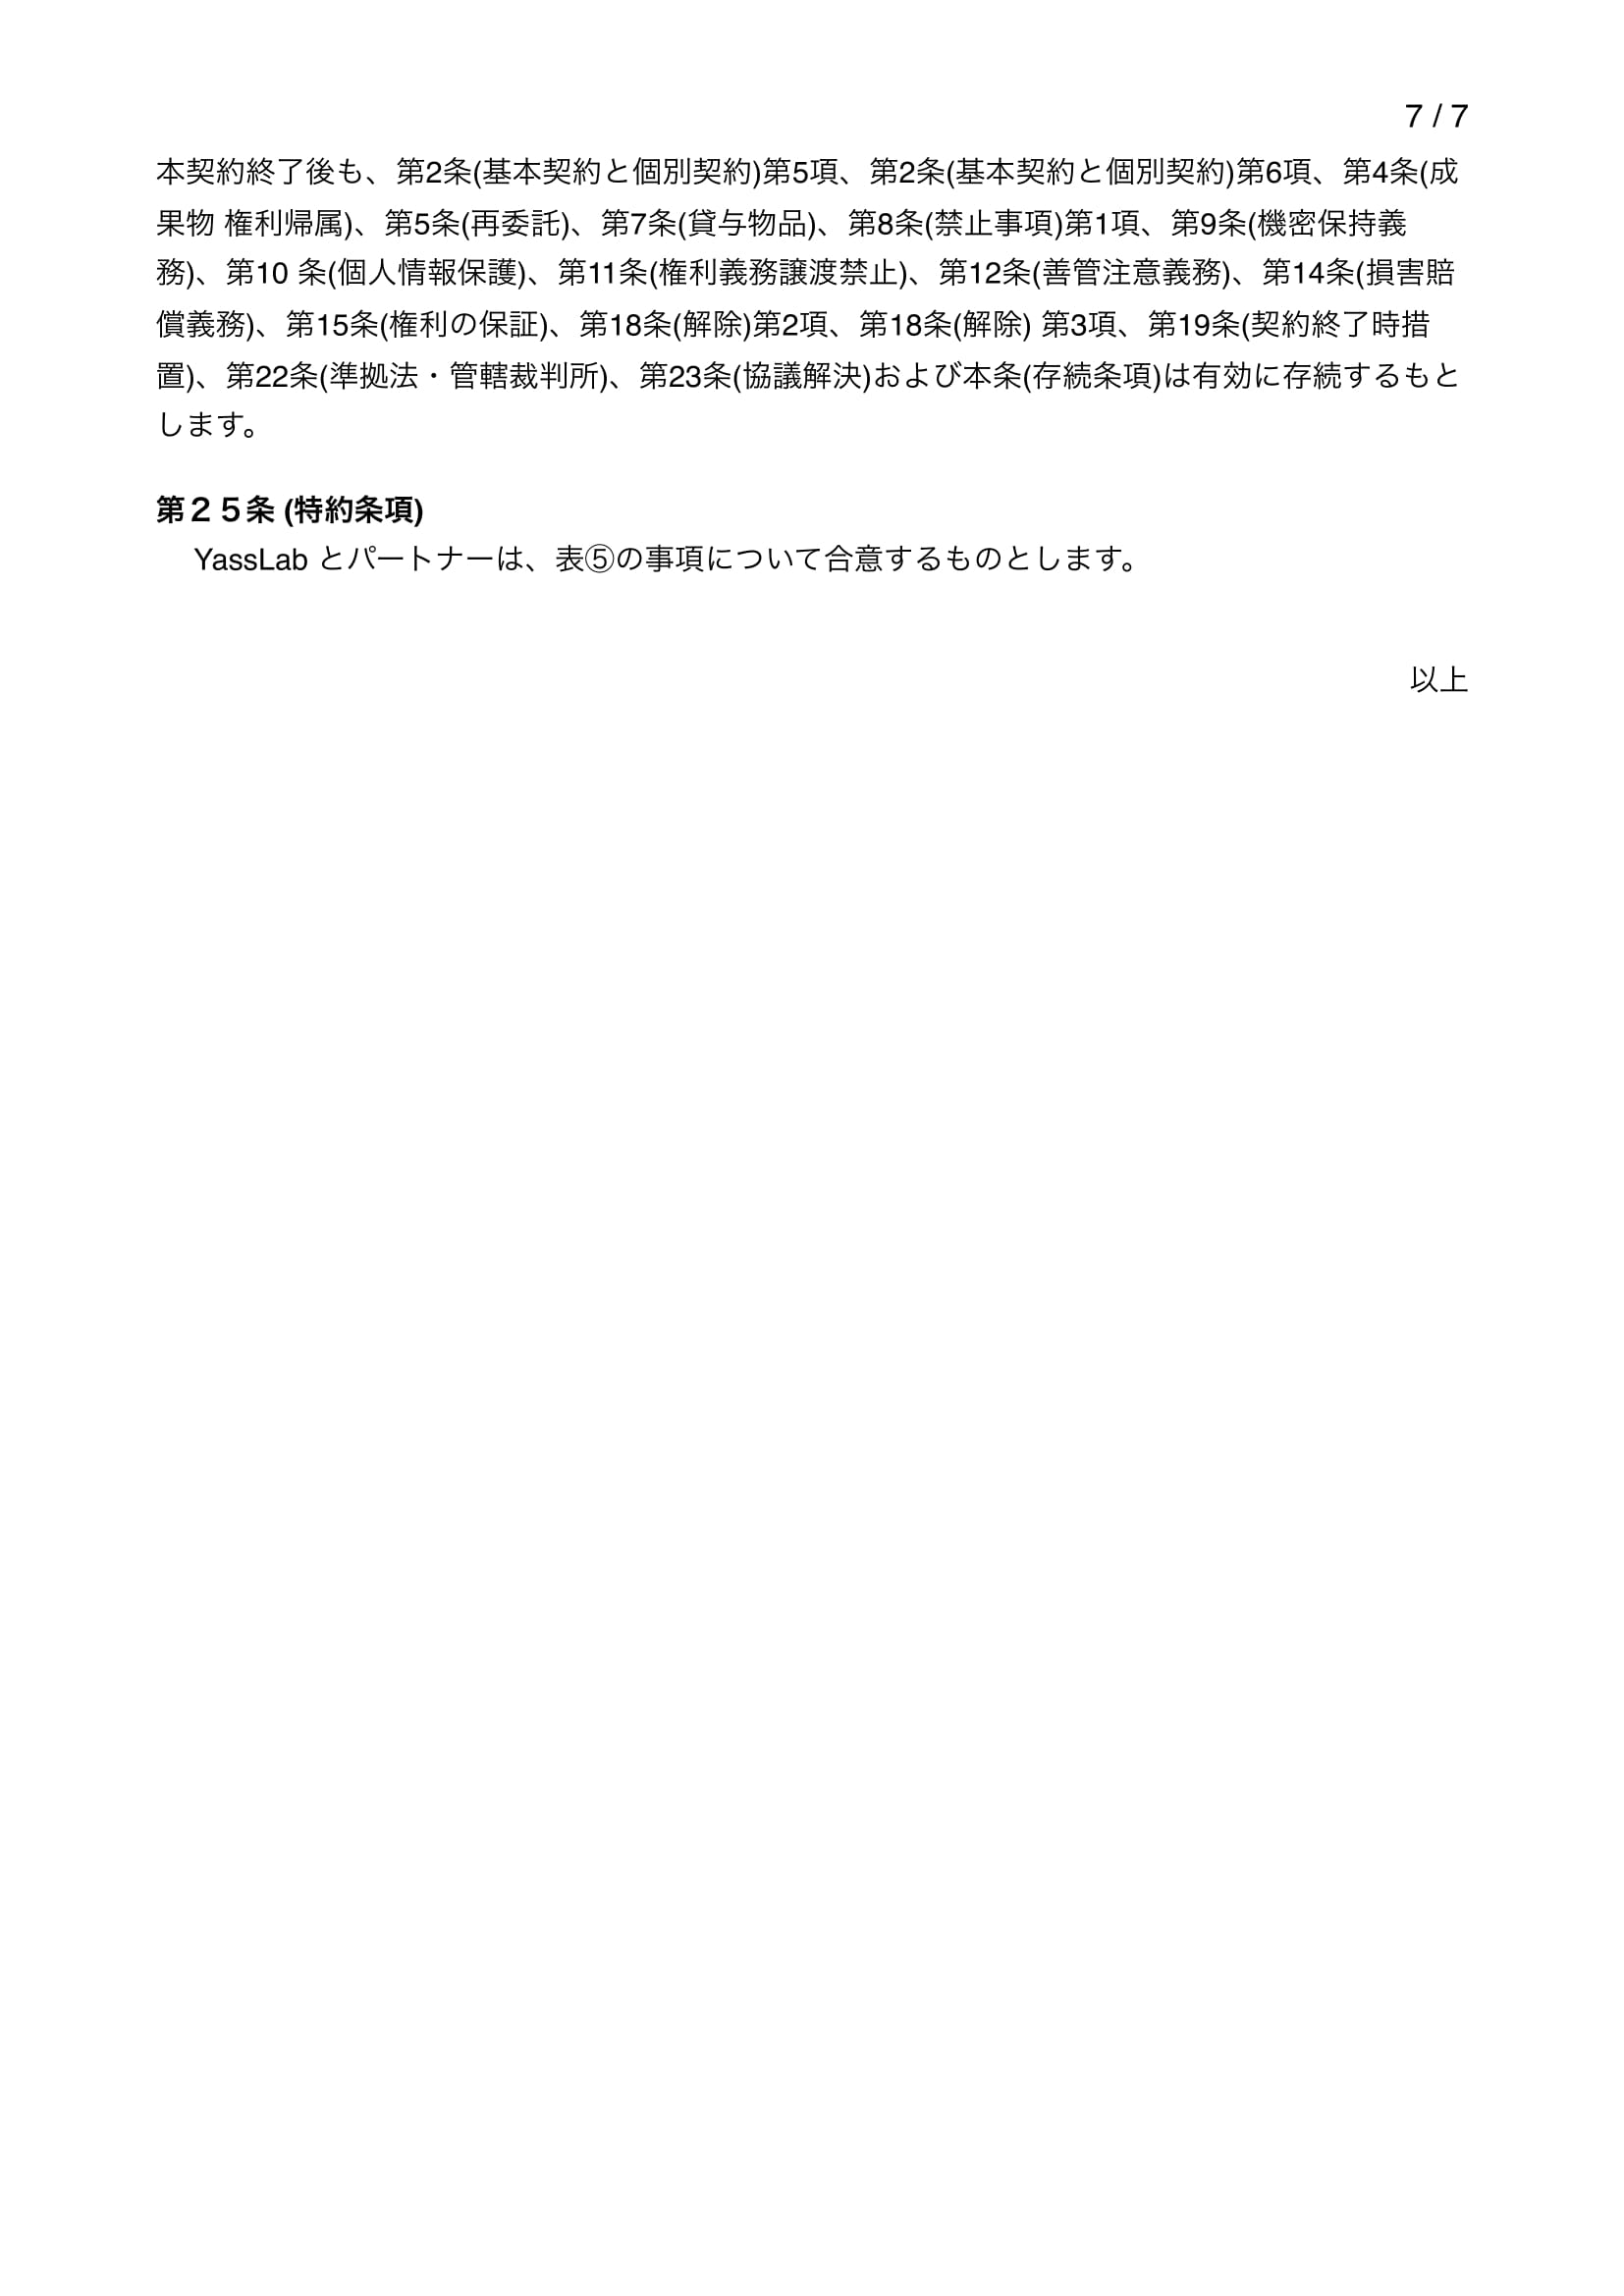 7 / 7
本契約終了後も、第2条(基本契約と個別契約)第5項、第2条(基本契約と個別契約)第6項、第4条(成
果物 権利帰属)、第5条(再委託)、第7条(貸与物品)、第8条(禁止事項)第1項、第9条(機密保持義
務)、第10 条(個人情報保護)、第11条(権利義務譲渡禁止)、第12条(善管注意義務)、第14条(損害賠
償義務)、第15条(権利の保証)、第18条(解除)第2項、第18条(解除) 第3項、第19条(契約終了時措
置)、第22条(準拠法・管轄裁判所)、第23条(協議解決)および本条(存続条項)は有効に存続するもと
します。
第２５条 (特約条項)
YassLab とパートナーは、表⑤の事項について合意するものとします。
以上